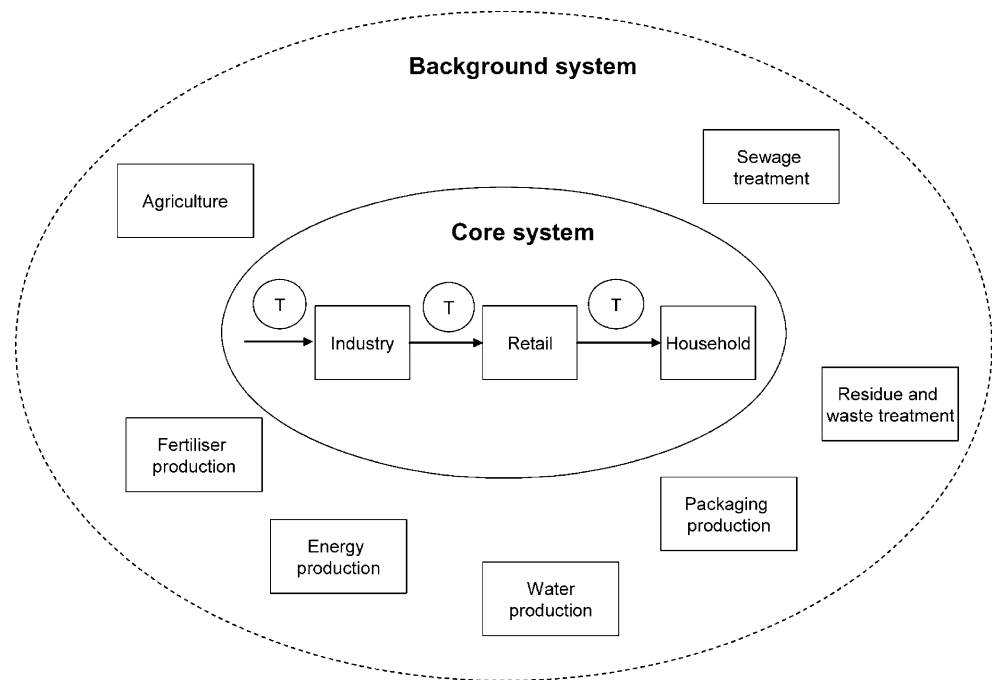 Background system
Sewage
treatment
Agriculture
Core system
T
T
T
Industry
Retail
Household
Residue and
waste treatment
Fertiliser
production
Packaging
production
Energy
production
Water
production